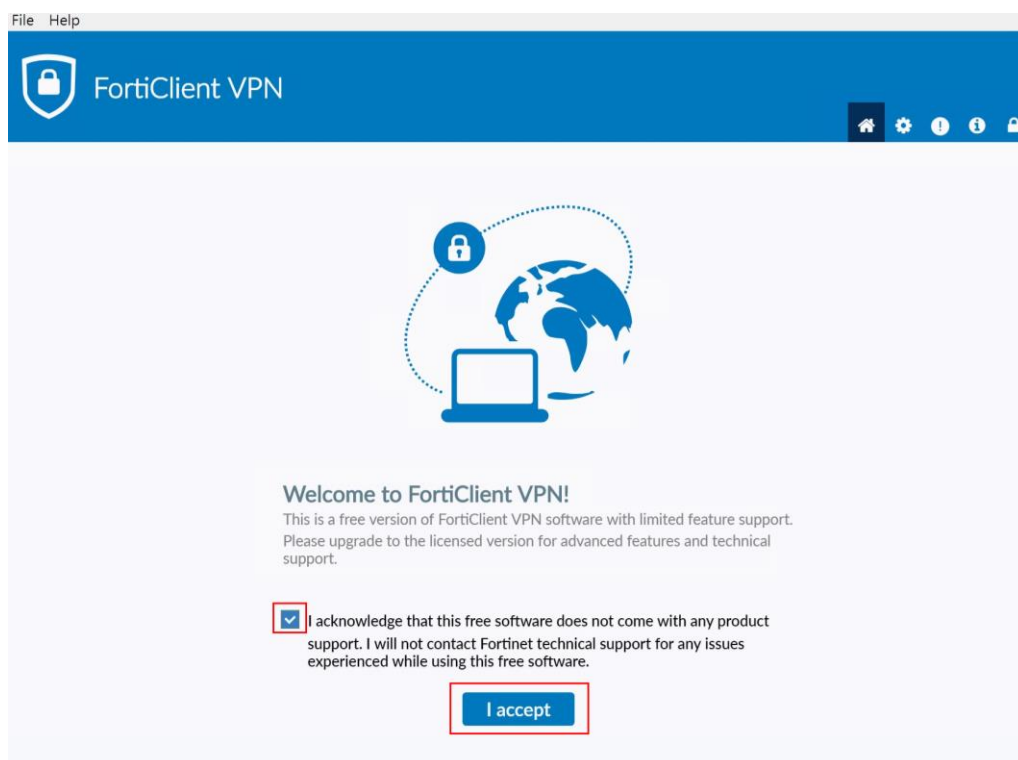 File Help
FortiClient VPN
Welcome to FortiClient VPN!
This is a free version of FortiClient VPN software with limited feature support.
Please upgrade to the licensed version for advanced features and technical
support.
I acknowledge that this free software does not come with any product
support. I will not contact Fortinet technical support for any issues
experienced while using this free software.
I accept